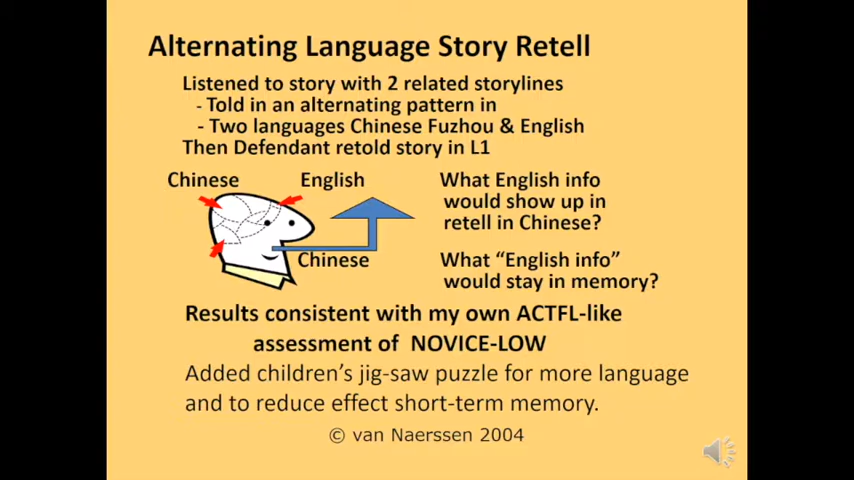 Alternating Language Story Retell
Listened to story with 2 related storylines
- Told in an alternating pattern in
- Two languages Chinese Fuzhou & English
Then Defendant retold story in L1
Chinese
English
Chinese
What English info
would show up in
retell in Chinese?
What “English info”
would stay in memory?
Results consistent with my own ACTFL-like
assessment of NOVICE-LOW
Added children’s jig-saw puzzle for more language
and to reduce effect short-term memory.
© van Naerssen 2004